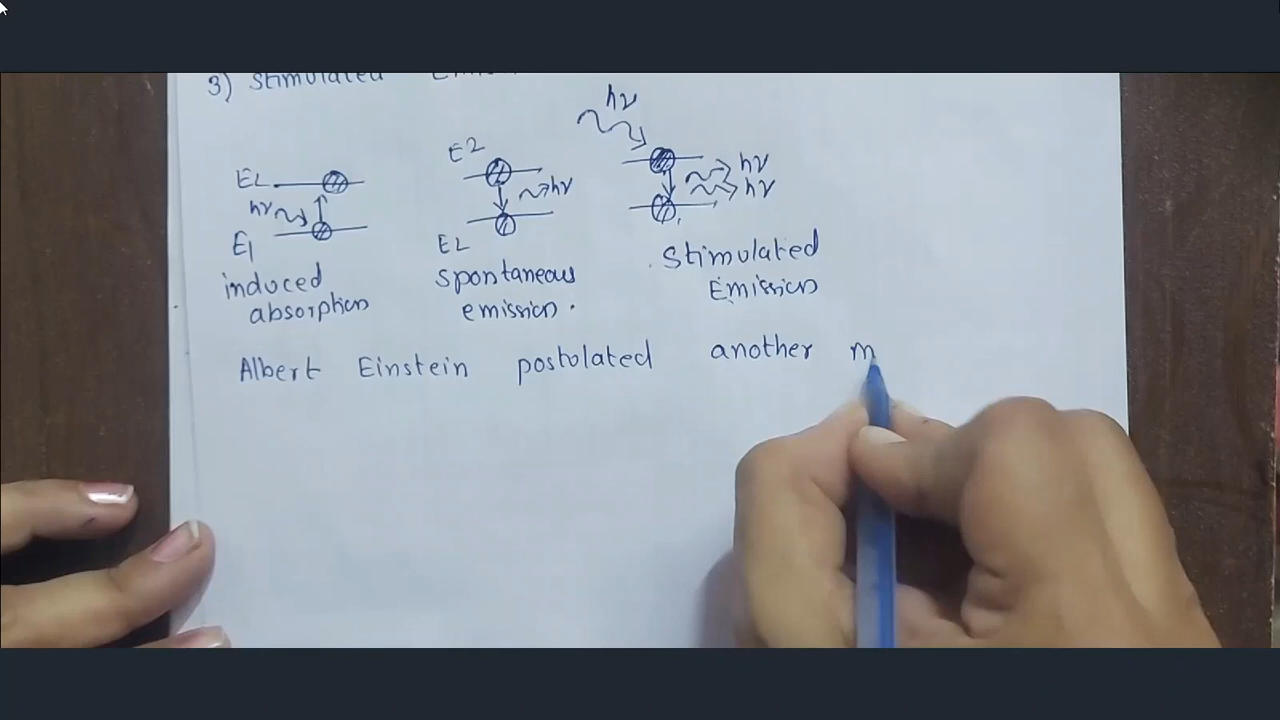 3) Stimulated
hν
E2
hν
E1
induced
absorption
E2
hν
E2
spontaneous
emission.
hν
hν
Stimulated
Emission
Albert Einstein postolated another m